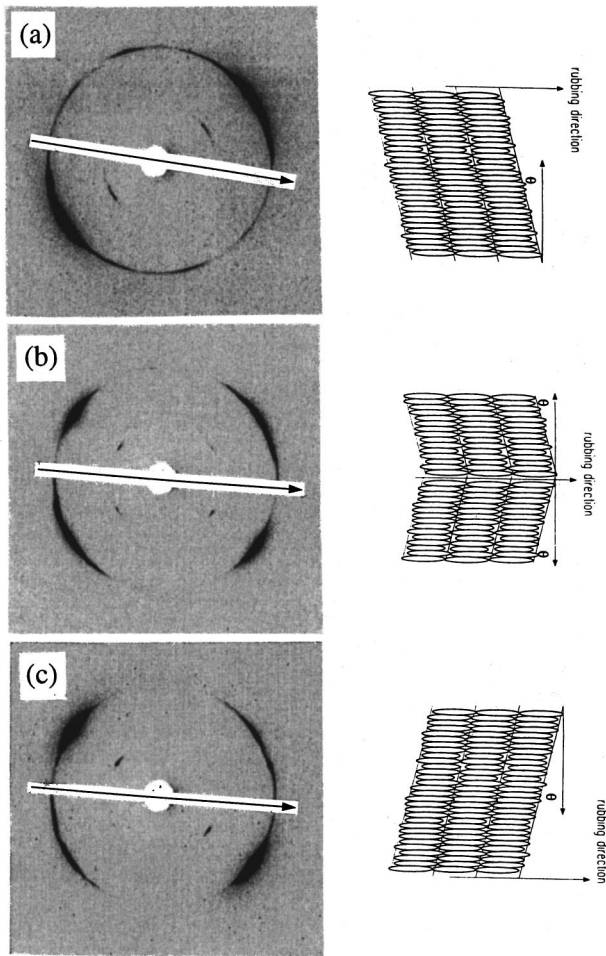 (a)
rubbing direction
θ
(b)
θ
rubbing direction
θ
(c)
θ
rubbing direction